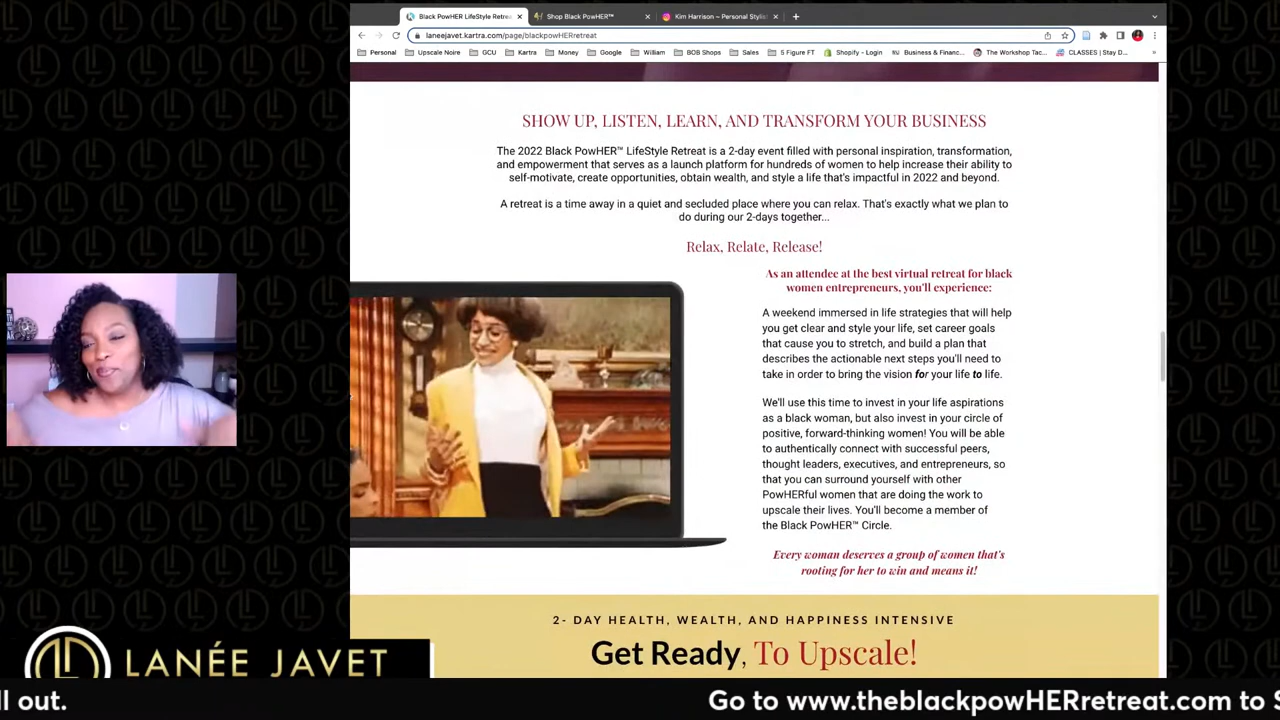 Black PowHER LifeStyle Retrea
Shop Black PowHER™
Kim Harrison – Personal Stylis
laneejavet.kartra.com/page/blackpowHERretreat
Personal
Upscale Noire
GCU
Kartra
Money
Google
William
BOB Shops
Sales
5 Figure FT
Shopify - Login
Business & Financ...
The Workshop Tac...
CLASSES | Stay D...
»
SHOW UP, LISTEN, LEARN, AND TRANSFORM YOUR BUSINESS
The 2022 Black PowHER™ LifeStyle Retreat is a 2-day event filled with personal inspiration, transformation,
and empowerment that serves as a launch platform for hundreds of women to help increase their ability to
self-motivate, create opportunities, obtain wealth, and style a life that's impactful in 2022 and beyond.
A retreat is a time away in a quiet and secluded place where you can relax. That's exactly what we plan to
do during our 2-days together...
Relax, Relate, Release!
As an attendee at the best virtual retreat for black
women entrepreneurs, you'll experience:
A weekend immersed in life strategies that will help
you get clear and style your life, set career goals
that cause you to stretch, and build a plan that
describes the actionable next steps you'll need to
take in order to bring the vision for your life to life.
We'll use this time to invest in your life aspirations
as a black woman, but also invest in your circle of
positive, forward-thinking women! You will be able
to authentically connect with successful peers,
thought leaders, executives, and entrepreneurs, so
that you can surround yourself with other
PowHERful women that are doing the work to
upscale their lives. You'll become a member of
the Black PowHER™ Circle.
Every woman deserves a group of women that's
rooting for her to win and means it!
2- DAY HEALTH, WEALTH, AND HAPPINESS INTENSIVE
Get Ready, To Upscale!
LANÉE JAVET
ll out.
Go to www.theblackpowHERretreat.com to S